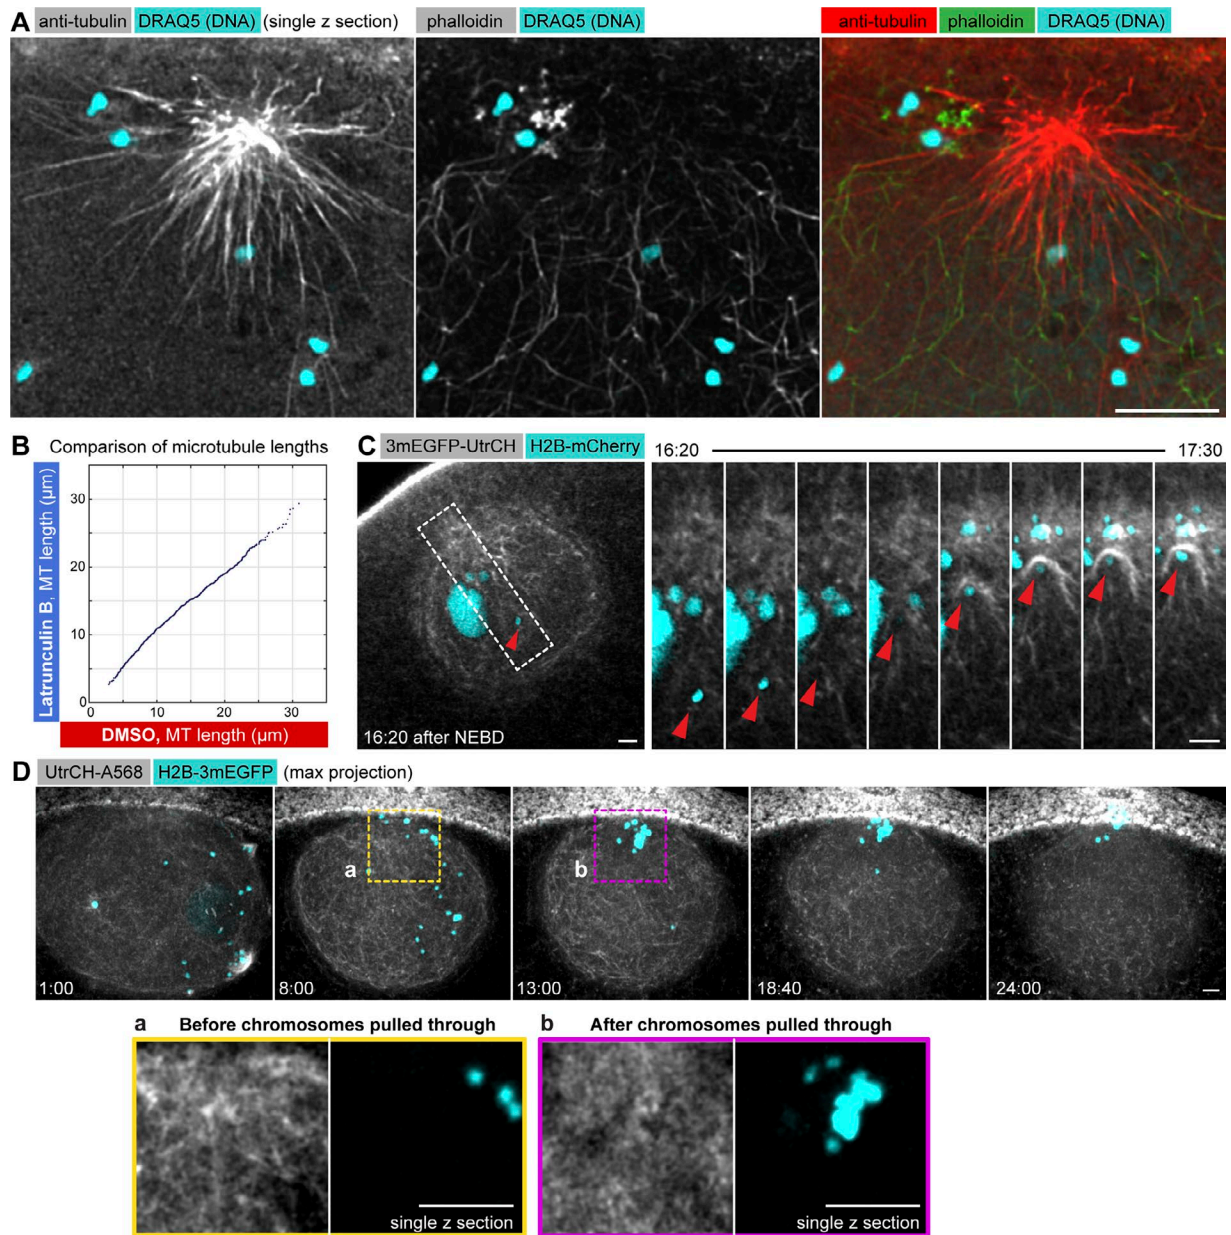 A anti-tubulin DRAQ5 (DNA) (single z section) phalloidin DRAQ5 (DNA) anti-tubulin phalloidin DRAQ5 (DNA)
B Comparison of microtubule lengths
Latrunculin B, MT length (µm)
30
20
10
0
0 10 20 30
DMSO, MT length (µm)
C 3mEGFP-UtrCH H2B-mCherry 16:20 17:30
16:20 after NEBD
D UtrCH-A568 H2B-3mEGFP (max projection)
a b
1:00 8:00 13:00 18:40 24:00
a Before chromosomes pulled through b After chromosomes pulled through
single z section single z section